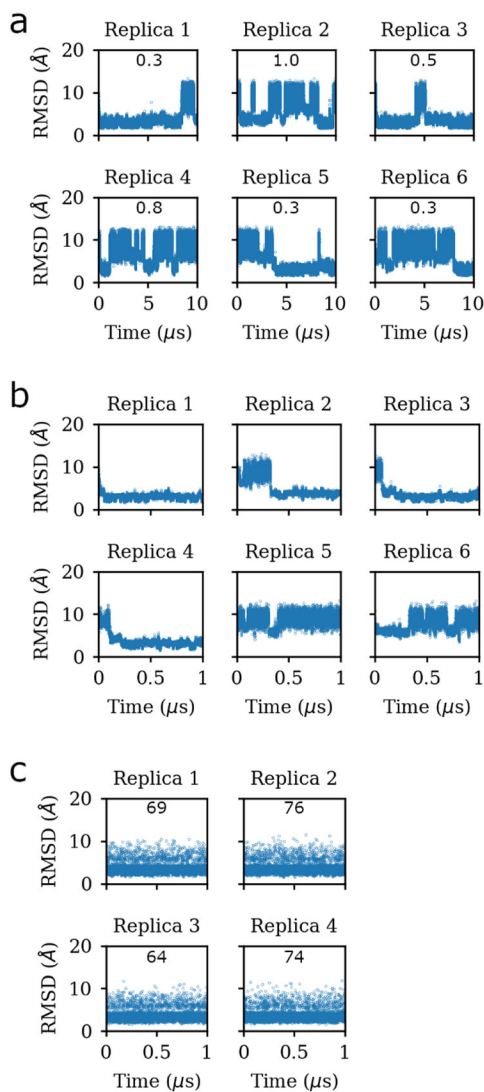 a
Replica 1 Replica 2 Replica 3
RMSD (Å) 20 10 0 0.3 1.0 0.5
Replica 4 Replica 5 Replica 6
RMSD (Å) 20 10 0 0.8 0.3 0.3
0 5 10 0 5 10 0 5 10
Time (μs) Time (μs) Time (μs)
b
Replica 1 Replica 2 Replica 3
RMSD (Å) 20 10 0
Replica 4 Replica 5 Replica 6
RMSD (Å) 20 10 0
0 0.5 1 0 0.5 1 0 0.5 1
Time (μs) Time (μs) Time (μs)
c
Replica 1 Replica 2
RMSD (Å) 20 10 0 69 76
Replica 3 Replica 4
RMSD (Å) 20 10 0 64 74
0 0.5 1 0 0.5 1
Time (μs) Time (μs)